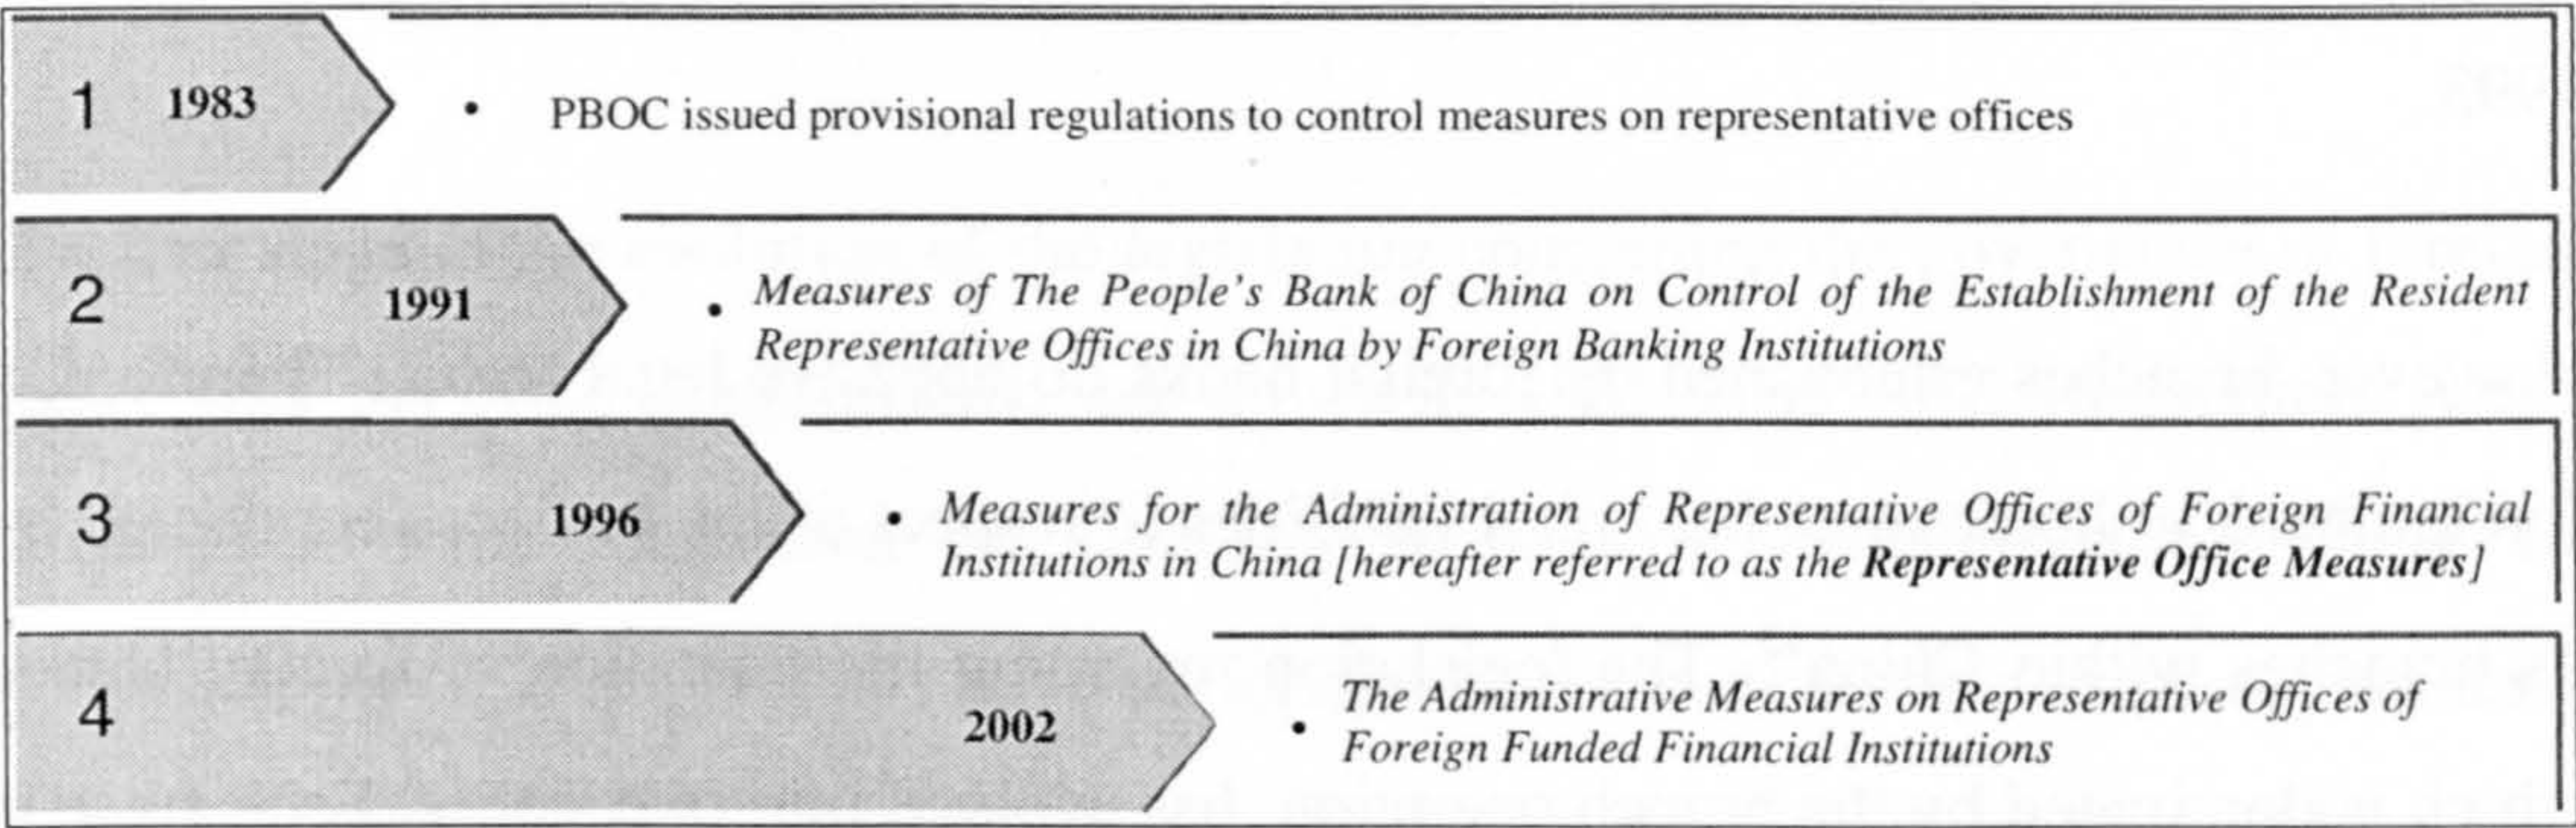 1 1983 • PBOC issued provisional regulations to control measures on representative offices
2 1991 • Measures of The People's Bank of China on Control of the Establishment of the Resident
Representative Offices in China by Foreign Banking Institutions
3 1996 • Measures for the Administration of Representative Offices of Foreign Financial
Institutions in China [hereafter referred to as the Representative Office Measures]
4 2002 • The Administrative Measures on Representative Offices of
Foreign Funded Financial Institutions